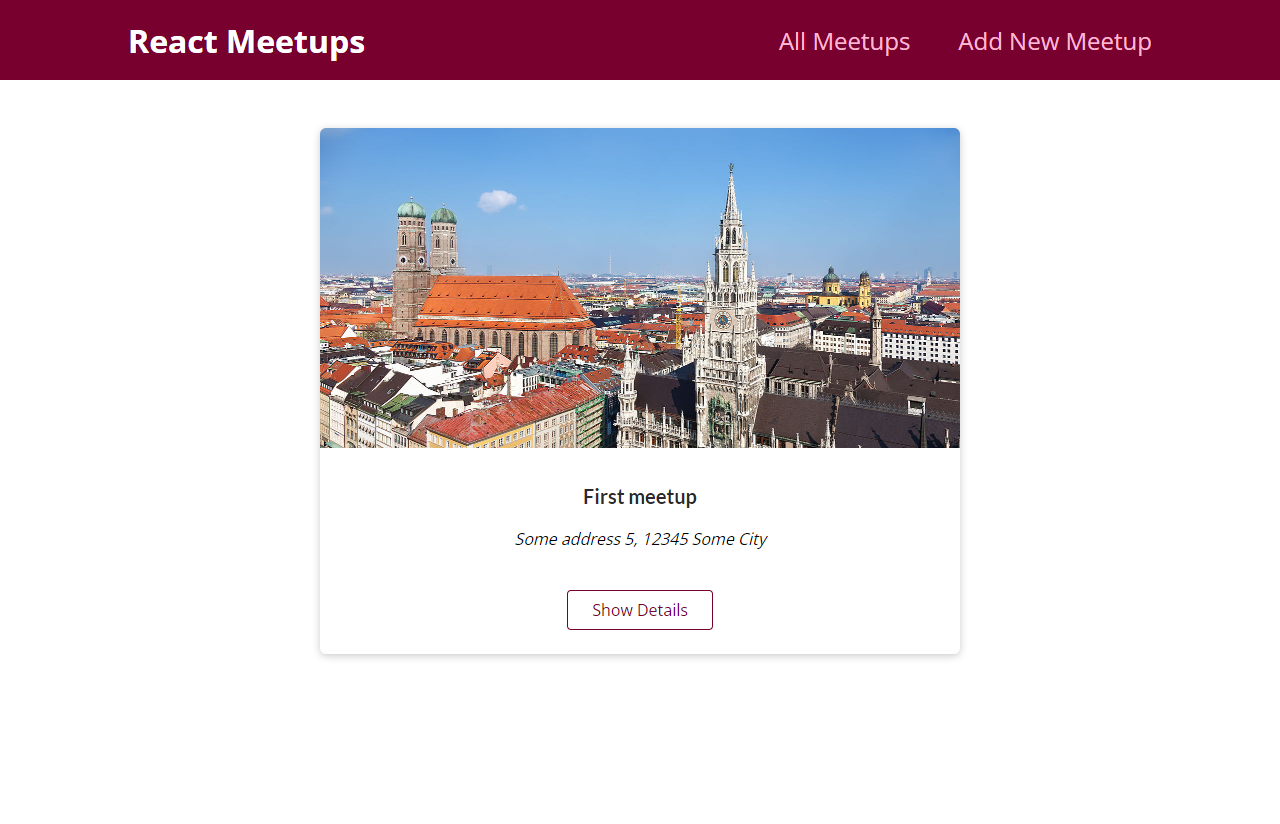 React Meetups
All Meetups
Add New Meetup
First meetup
Some address 5, 12345 Some City
Show Details